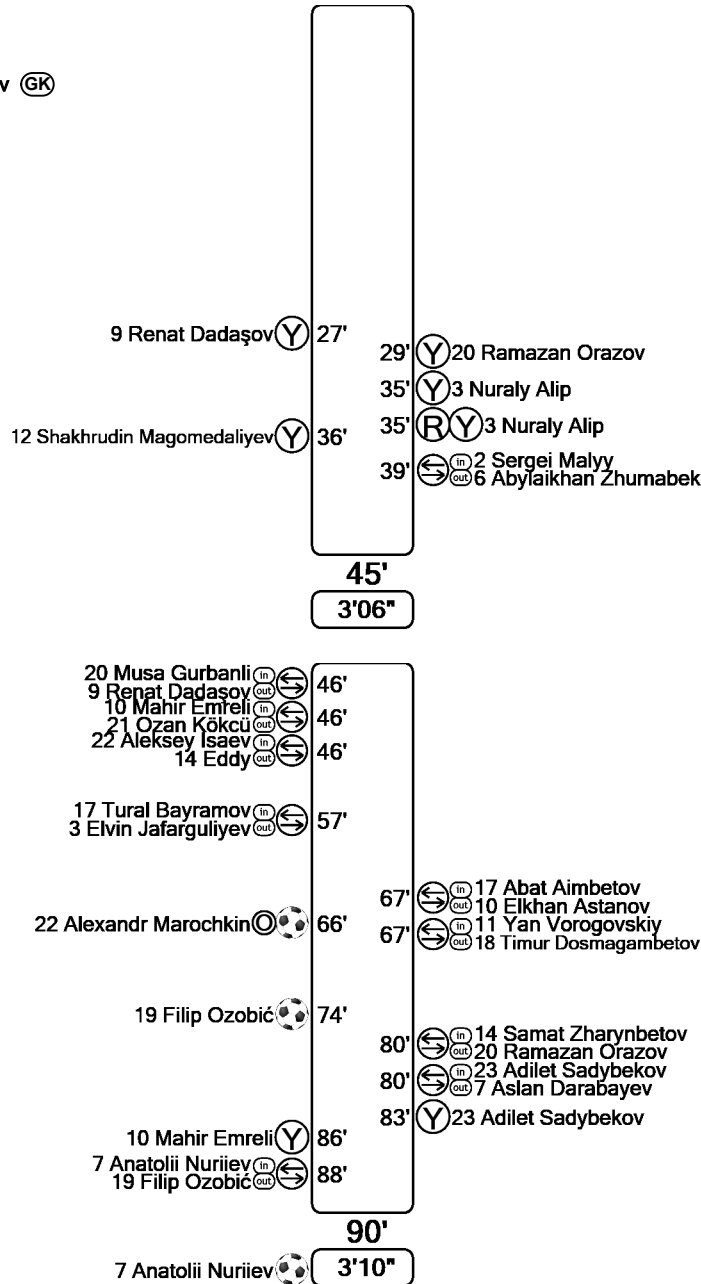 v GK
9 Renat Dadaşov Y 27'
29' Y 20 Ramazan Orazov
35' Y 3 Nuraly Alip
12 Shakhrudin Magomedaliyev Y 36'
35' R Y 3 Nuraly Alip
39' in 2 Sergei Malyy
out 6 Abylaikhan Zhumabek
45'
3'06"
20 Musa Gurbanli in 46'
9 Renat Dadaşov out
10 Mahir Emreli in 46'
21 Ozan Kökcü out
22 Aleksey Isaev in 46'
14 Eddy out
17 Tural Bayramov in 57'
3 Elvin Jafarguliyev out
67' in 17 Abat Aimbetov
out 10 Elkhan Astanov
22 Alexandr Marochkin O 66'
67' in 11 Yan Vorogovskiy
out 18 Timur Dosmagambetov
19 Filip Ozobić 74'
80' in 14 Samat Zharynbetov
out 20 Ramazan Orazov
80' in 23 Adilet Sadybekov
out 7 Aslan Darabayev
83' Y 23 Adilet Sadybekov
10 Mahir Emreli Y 86'
7 Anatolii Nuriiev in 88'
19 Filip Ozobić out
90'
7 Anatolii Nuriiev 3'10"